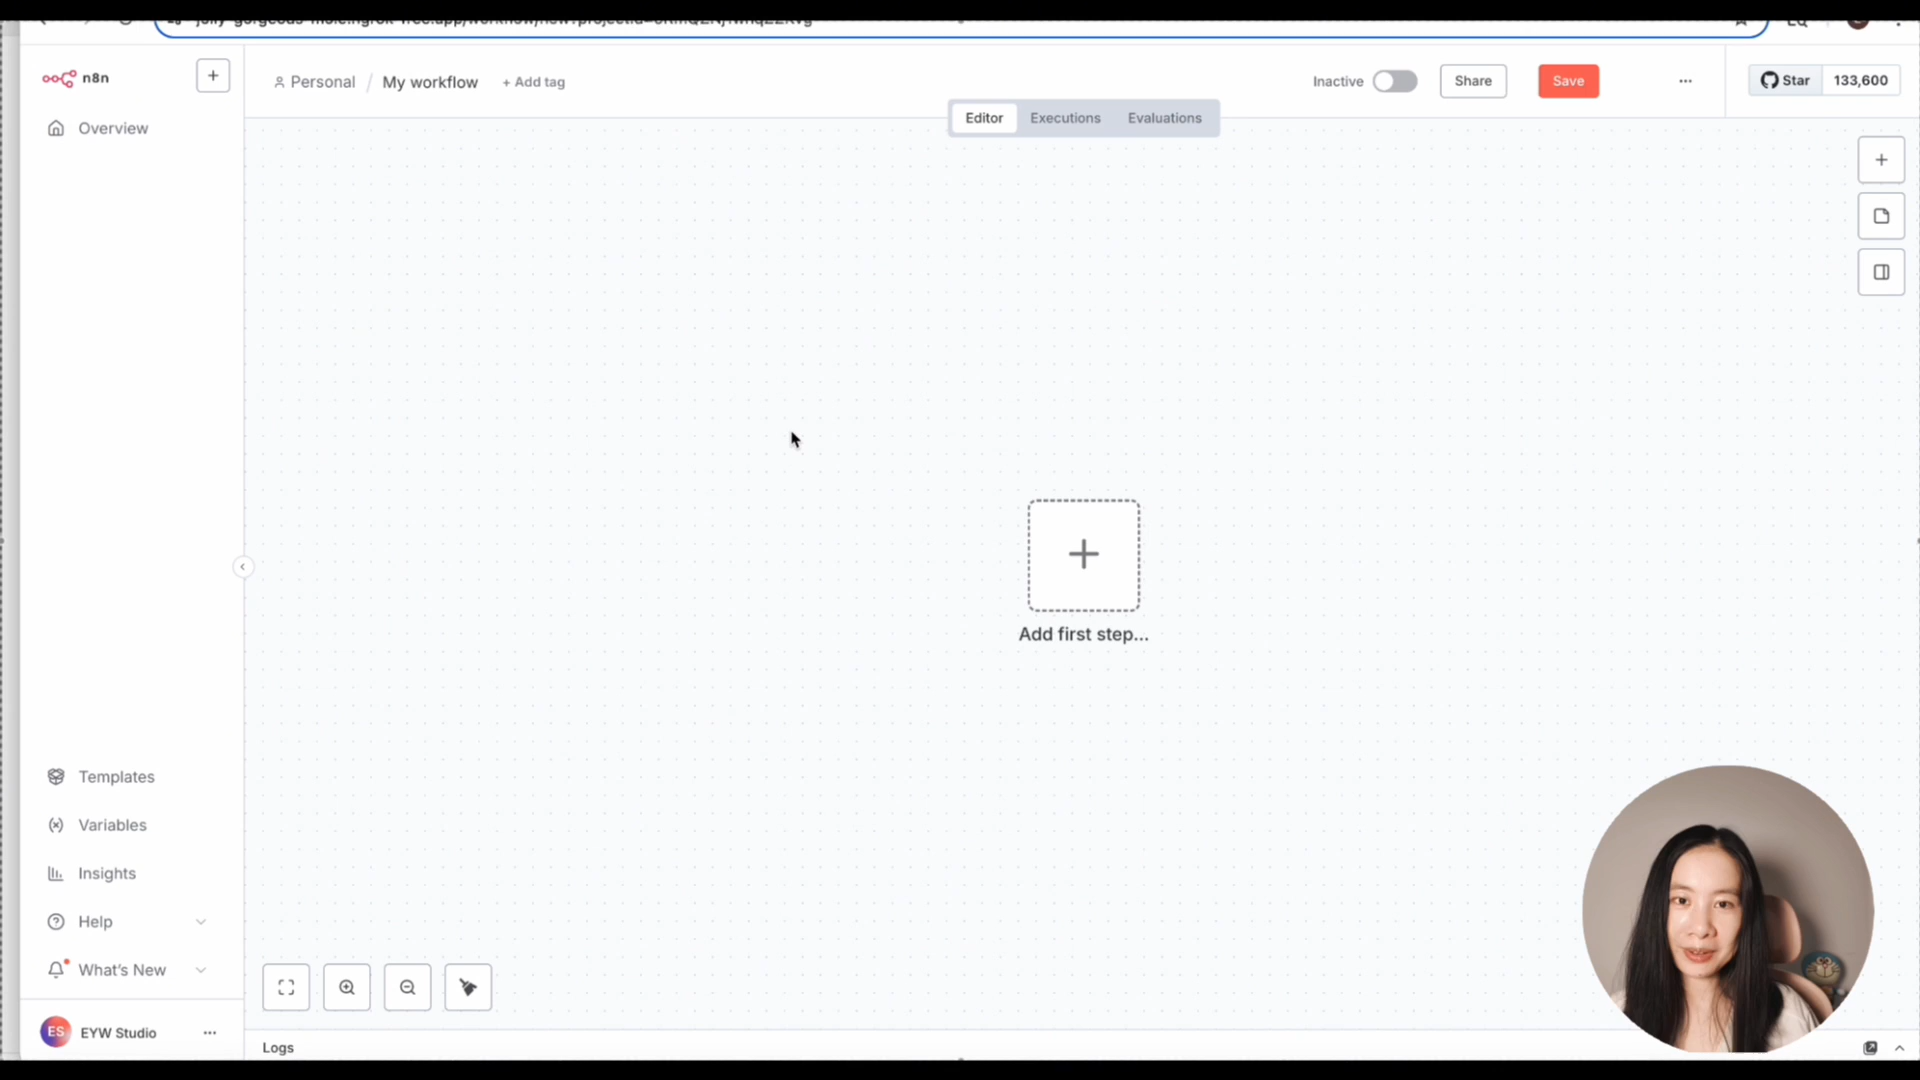 n8n
Personal / My workflow + Add tag
Inactive
Share
Save
Star 133,600
Editor Executions Evaluations
Overview
Add first step...
Templates
Variables
Insights
Help
What's New
ES EYW Studio
Logs